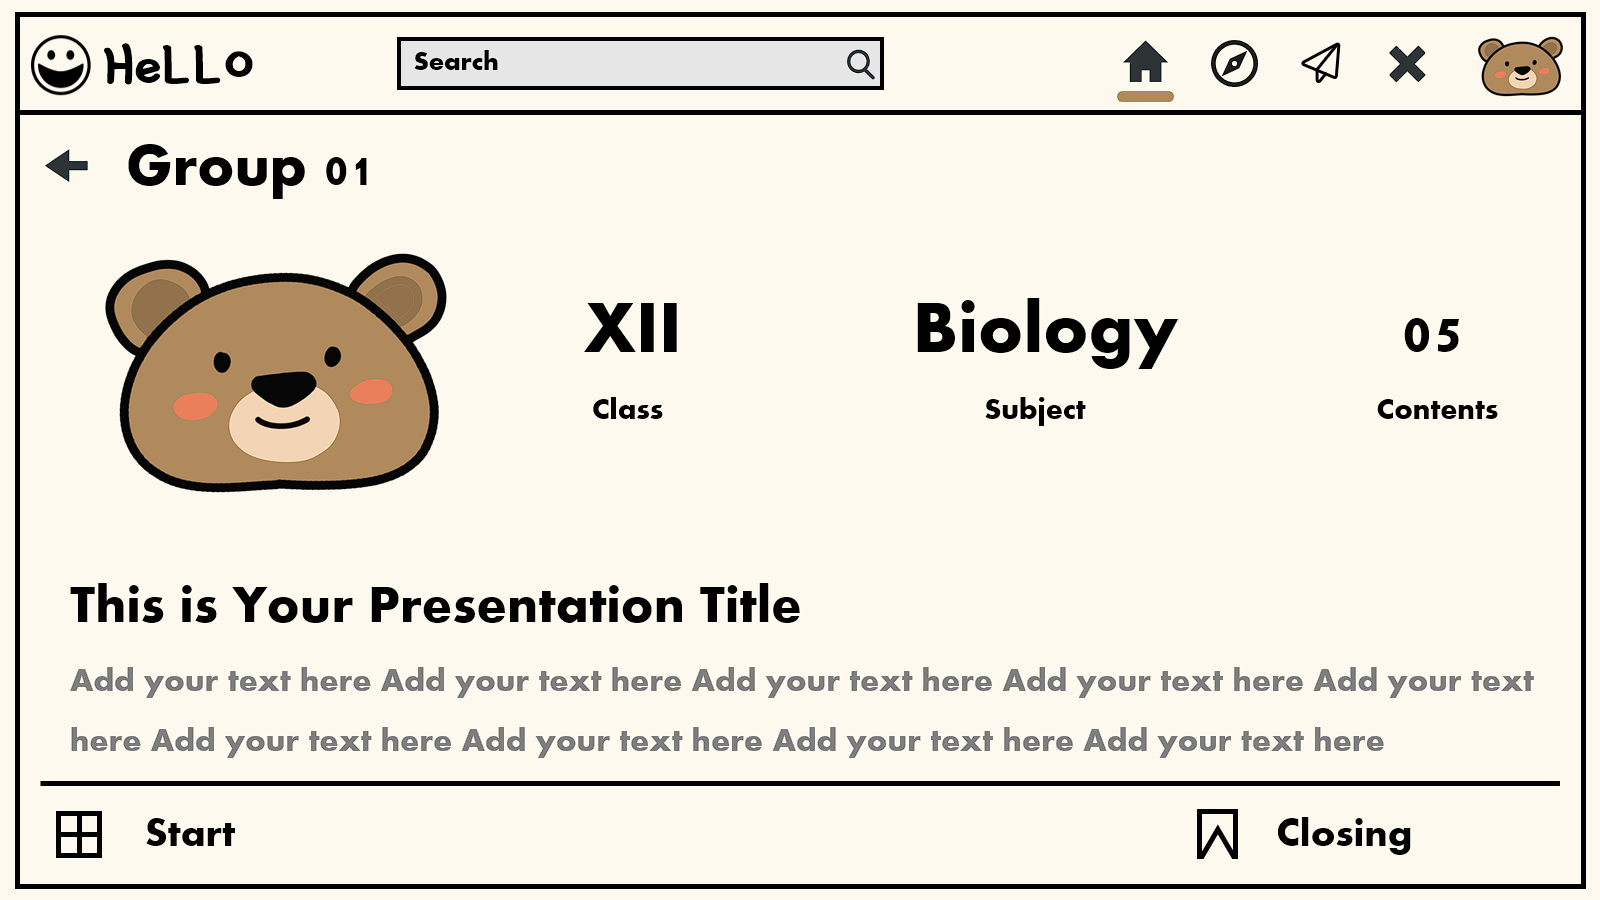 HeLLo
Search
Group 01
XII
Biology
05
Class
Subject
Contents
This is Your Presentation Title
Add your text here Add your text here Add your text here Add your text here Add your text
here Add your text here Add your text here Add your text here Add your text here
Start
Closing